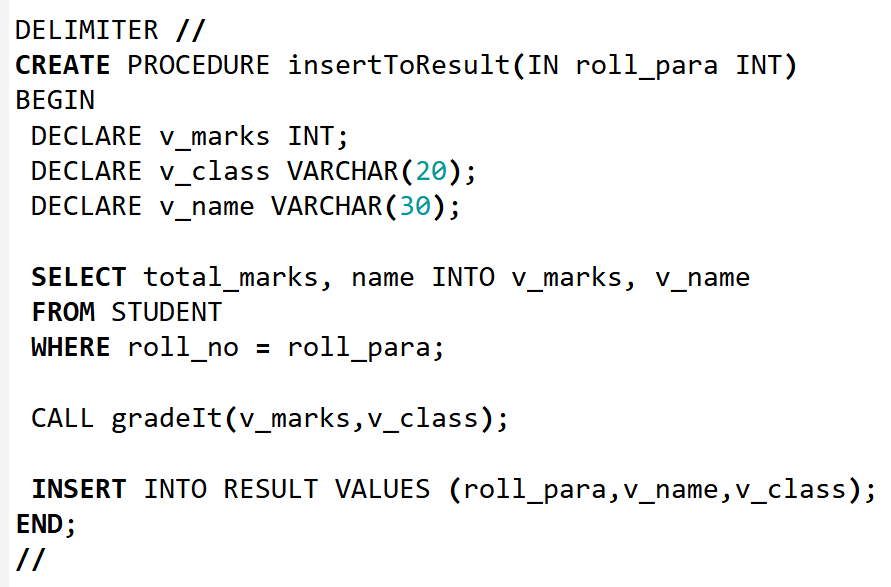 DELIMITER //
CREATE PROCEDURE insertToResult(IN roll_para INT)
BEGIN
 DECLARE v_marks INT;
 DECLARE v_class VARCHAR(20);
 DECLARE v_name VARCHAR(30);

 SELECT total_marks, name INTO v_marks, v_name
 FROM STUDENT
 WHERE roll_no = roll_para;

 CALL gradeIt(v_marks,v_class);

 INSERT INTO RESULT VALUES (roll_para,v_name,v_class);
END;
//